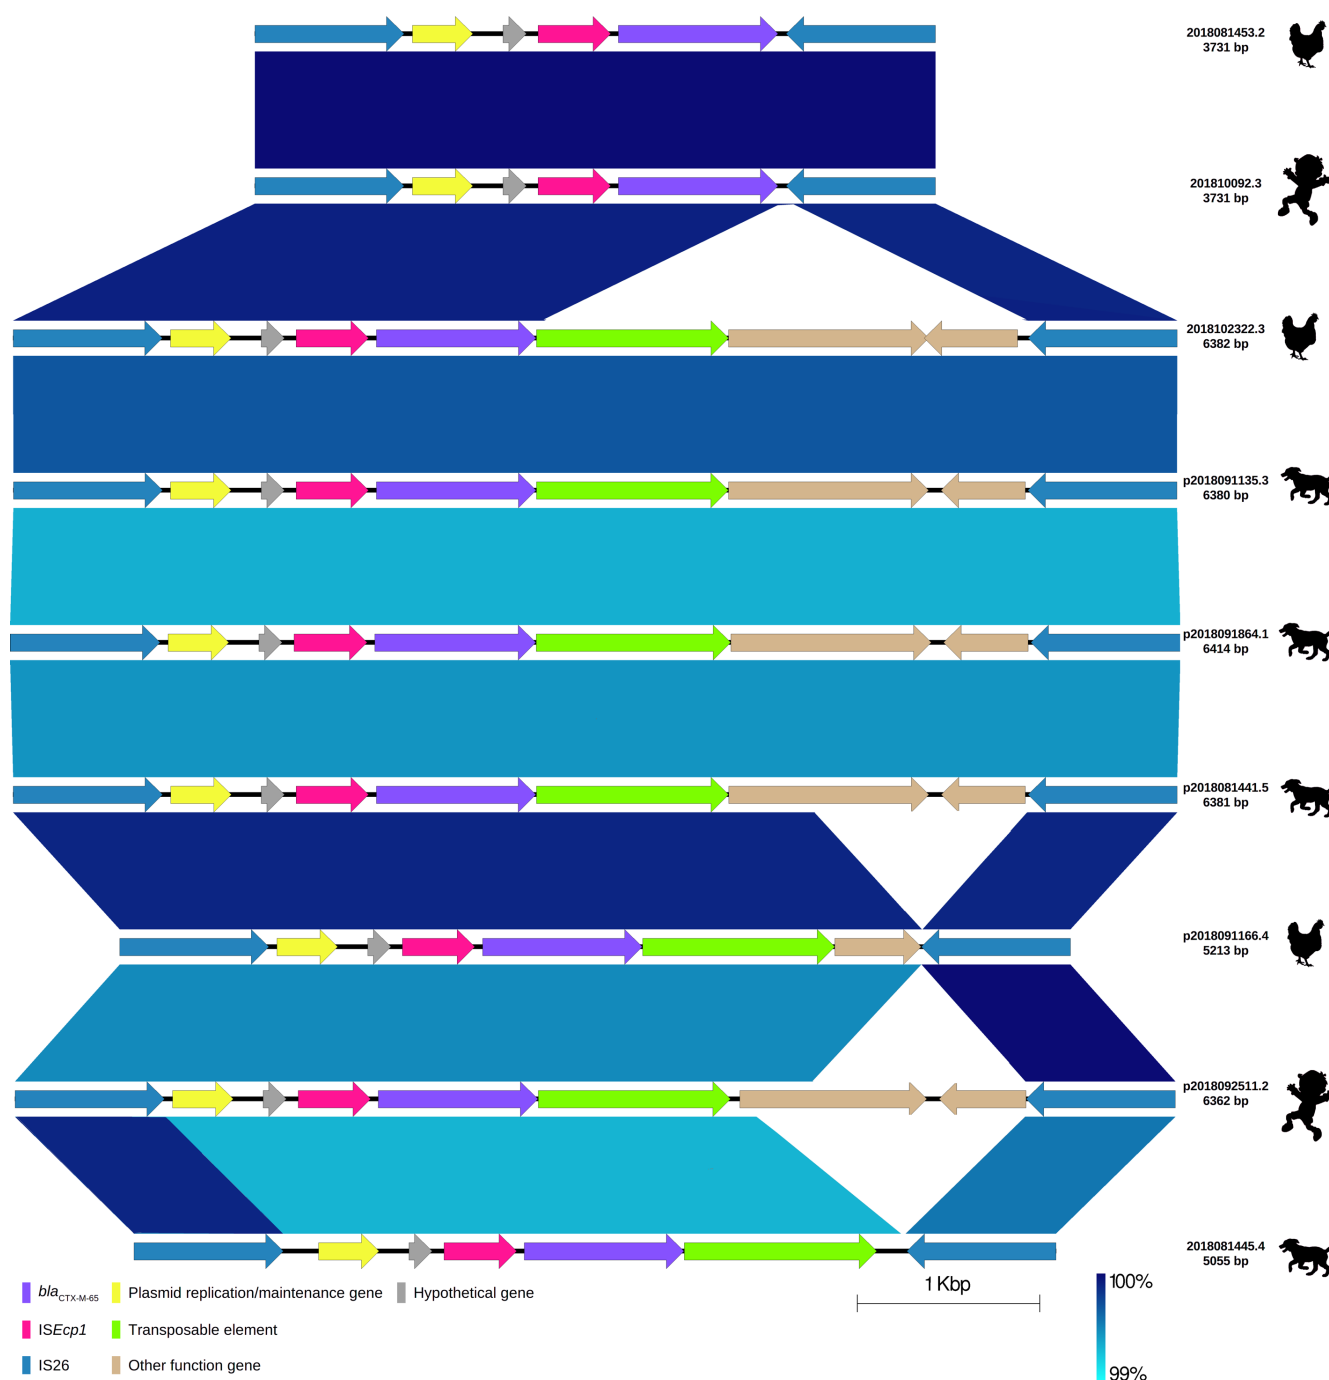 2018081453.2
3731 bp
201810092.3
3731 bp
2018102322.3
6382 bp
p2018091135.3
6380 bp
p2018091864.1
6414 bp
p2018081441.5
6381 bp
p2018091166.4
5213 bp
p2018092511.2
6362 bp
2018081445.4
5055 bp
1 Kbp
100%
99%
blaCTX-M-65 Plasmid replication/maintenance gene Hypothetical gene
ISEcp1 Transposable element
IS26 Other function gene